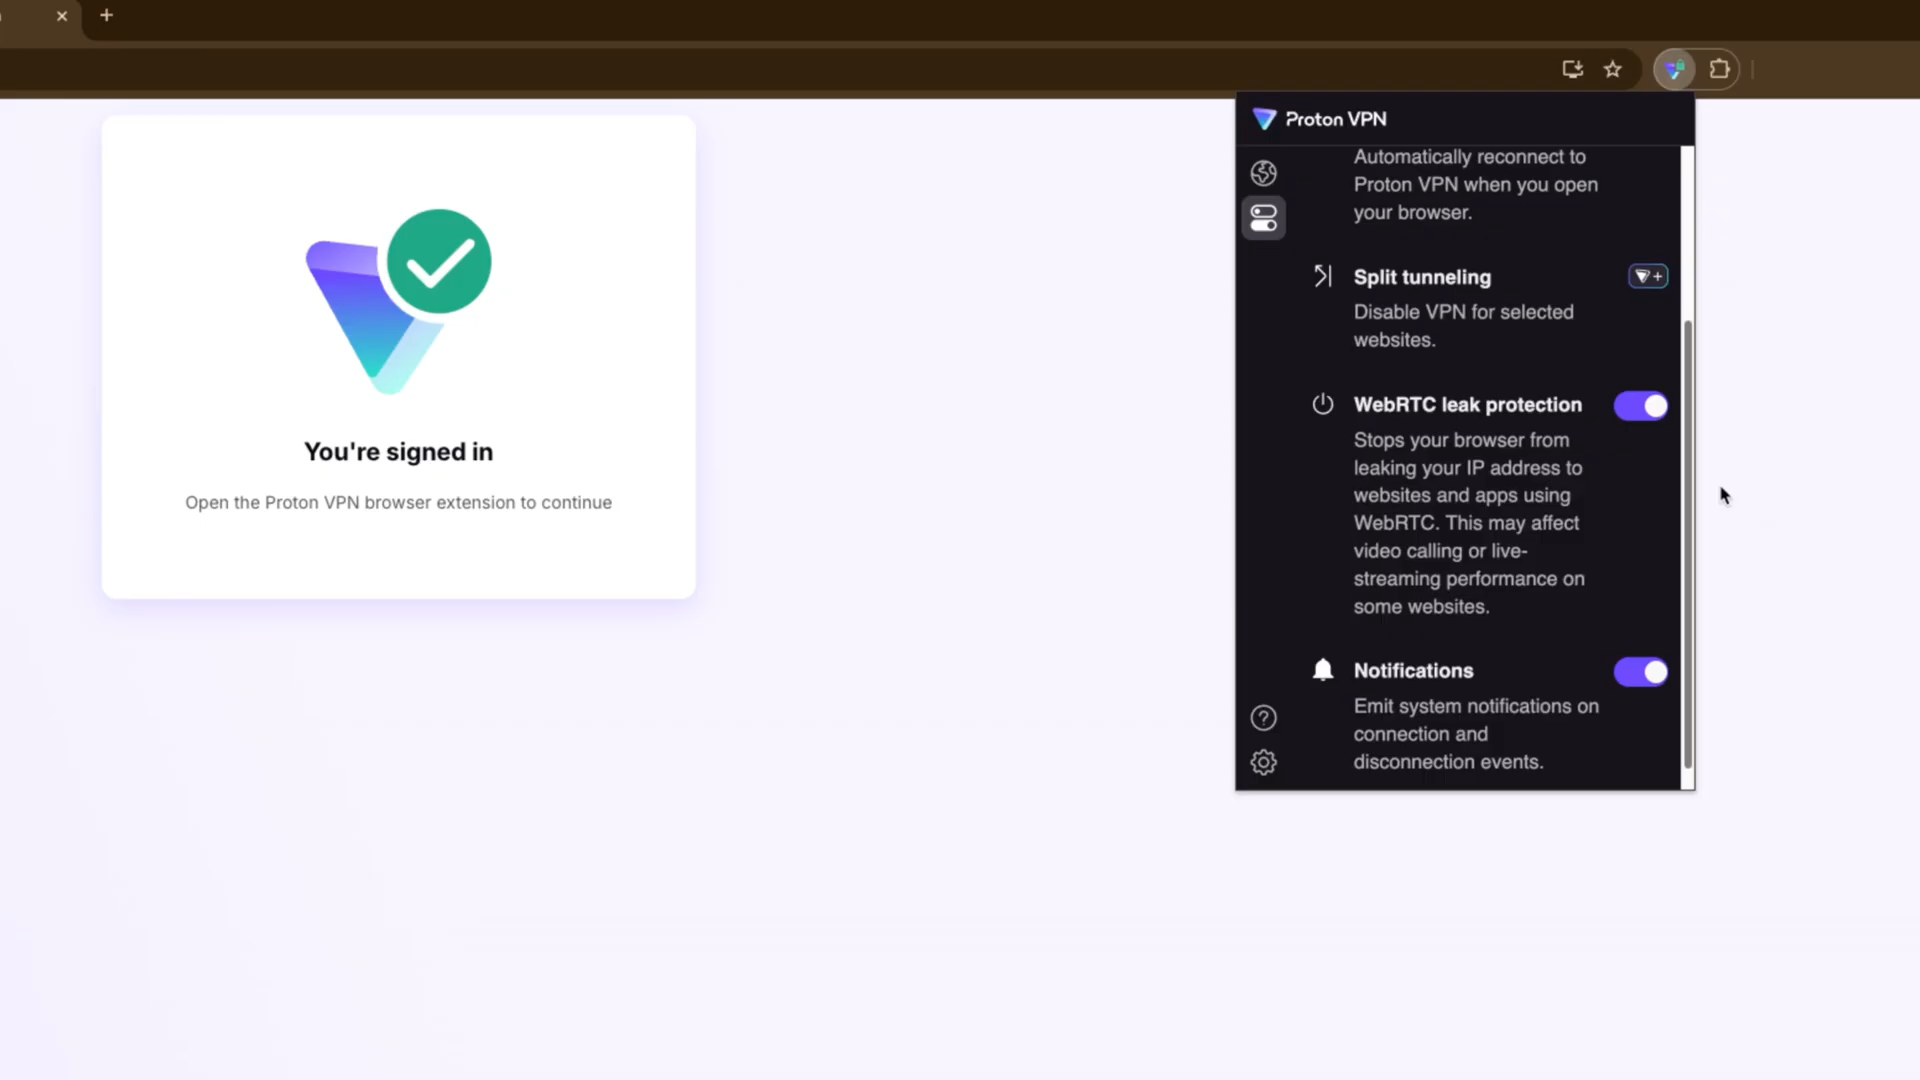 You're signed in
Open the Proton VPN browser extension to continue
Proton VPN
Automatically reconnect to
Proton VPN when you open
your browser.
Split tunneling
Disable VPN for selected
websites.
WebRTC leak protection
Stops your browser from
leaking your IP address to
websites and apps using
WebRTC. This may affect
video calling or live-
streaming performance on
some websites.
Notifications
Emit system notifications on
connection and
disconnection events.